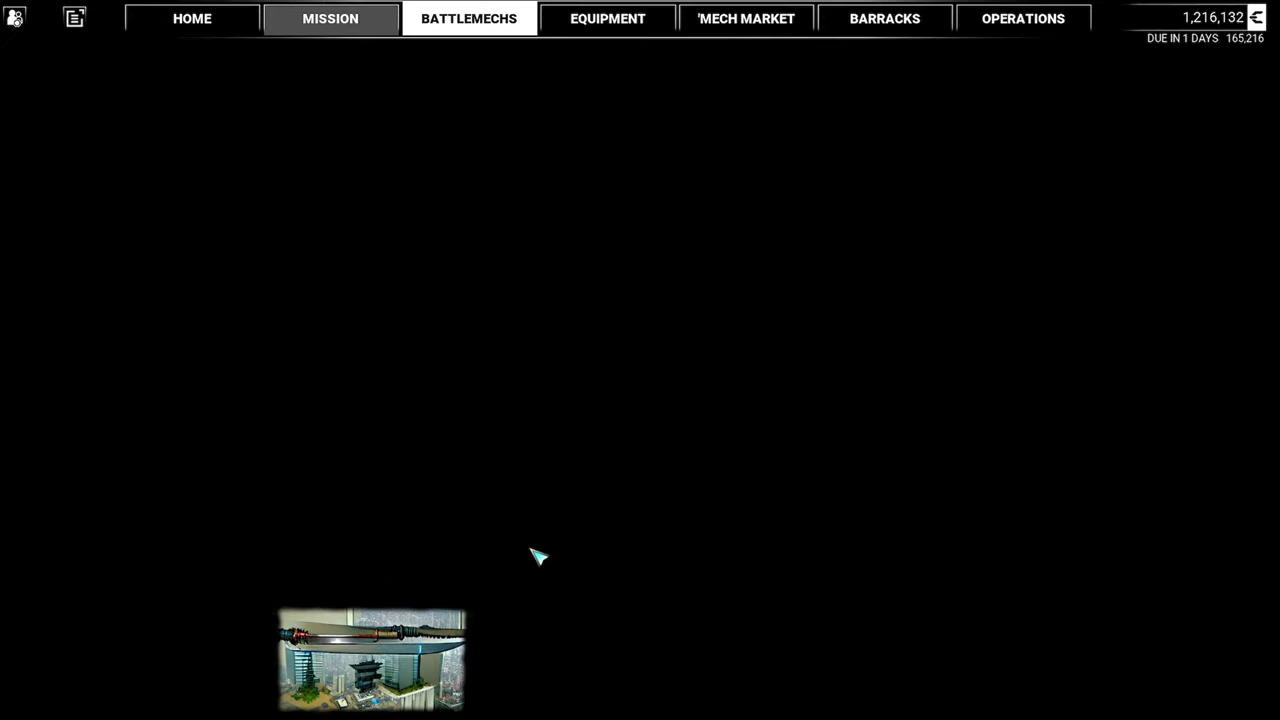 HOME MISSION BATTLEMECHS EQUIPMENT 'MECH MARKET BARRACKS OPERATIONS 1,216,132
DUE IN 1 DAYS 165,216